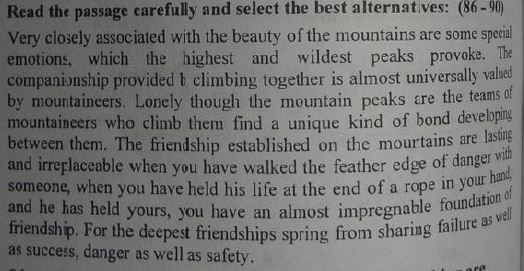 Read the passage carefully and select the best alternatives: (86-90)
Very closely associated with the beauty of the mountains are some special
emotions, which the highest and wildest peaks provoke. The
companionship provided b climbing together is almost universally valued
by mountaineers. Lonely though the mountain peaks are the teams of
mountaineers who climb them find a unique kind of bond developing
between them. The friendship established on the mountains are lasting
and irreplaceable when you have walked the feather edge of danger with
someone, when you have held his life at the end of a rope in your hand,
and he has held yours, you have an almost impregnable foundation of
friendship. For the deepest friendships spring from sharing failure as well
as success, danger as well as safety.